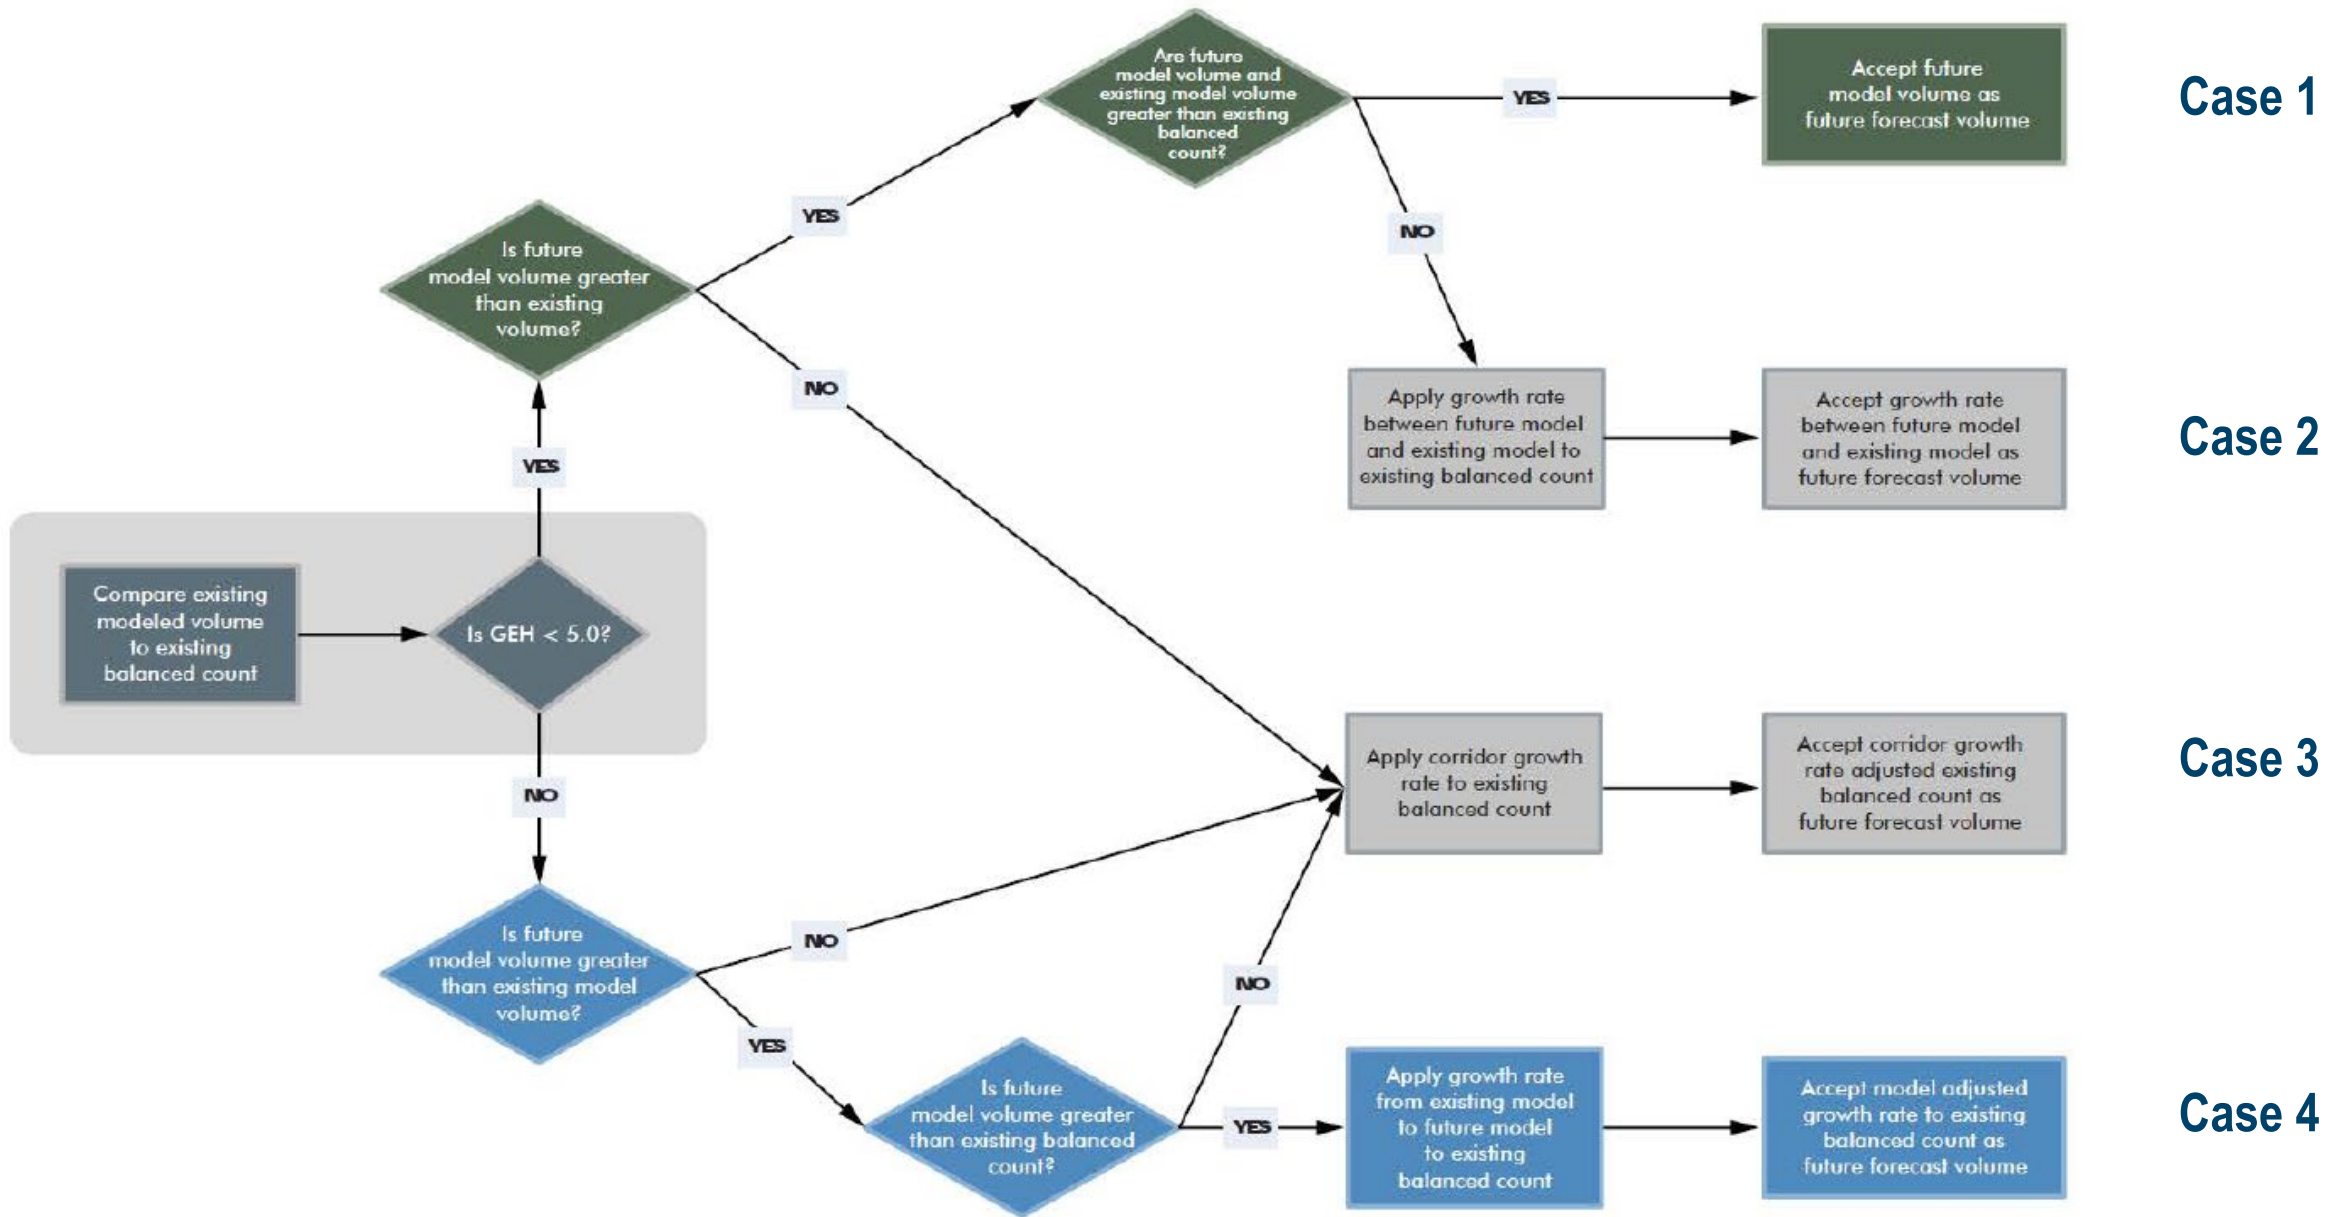 Are future
model volume and
existing model volume
greater than existing
balanced
count?
YES
Accept future
model volume as
future forecast volume
Case 1
YES
NO
Is future
model volume greater
than existing
volume?
NO
Apply growth rate
between future model
and existing model to
existing balanced count
Accept growth rate
between future model
and existing model as
future forecast volume
Case 2
YES
Compare existing
modeled volume
to existing
balanced count
Is GEH < 5.0?
NO
Apply corridor growth
rate to existing
balanced count
Accept corridor growth
rate adjusted existing
balanced count as
future forecast volume
Case 3
Is future
model volume greater
than existing model
volume?
NO
YES
NO
Is future
model volume greater
than existing balanced
count?
YES
Apply growth rate
from existing model
to future model
to existing
balanced count
Accept model adjusted
growth rate to existing
balanced count as
future forecast volume
Case 4